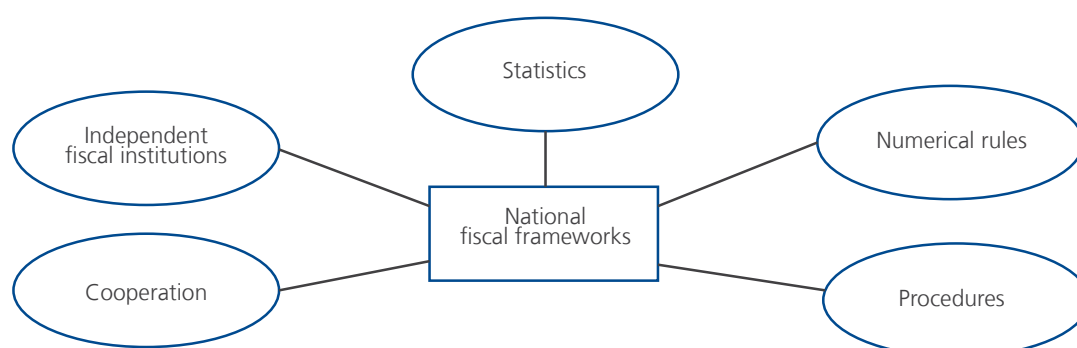 Statistics
Independent
fiscal institutions
Numerical rules
National
fiscal frameworks
Cooperation
Procedures